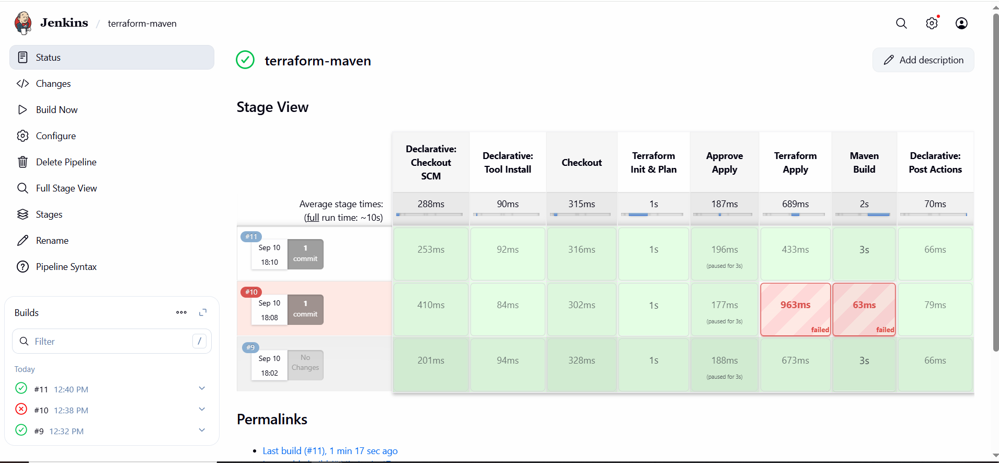 Jenkins / terraform-maven
Status
Changes
Build Now
Configure
Delete Pipeline
Full Stage View
Stages
Rename
Pipeline Syntax
Builds
Filter
/
Today
#11 12:40 PM
#10 12:38 PM
#9 12:32 PM
terraform-maven
Add description
Stage View
Declarative:
Checkout
SCM
Declarative:
Tool Install
Checkout
Terraform
Init & Plan
Approve
Apply
Terraform
Apply
Maven
Build
Declarative:
Post Actions
Average stage times:
(full run time: ~10s)
288ms
90ms
315ms
1s
187ms
689ms
2s
70ms
#11
Sep 10
18:10
1
commit
253ms
92ms
316ms
1s
196ms
(paused for 3s)
433ms
3s
66ms
#10
Sep 10
18:08
1
commit
410ms
84ms
302ms
1s
177ms
(paused for 3s)
963ms
failed
63ms
failed
79ms
#9
Sep 10
18:02
No
Changes
201ms
94ms
328ms
1s
188ms
(paused for 3s)
673ms
3s
66ms
Permalinks
Last build (#11), 1 min 17 sec ago